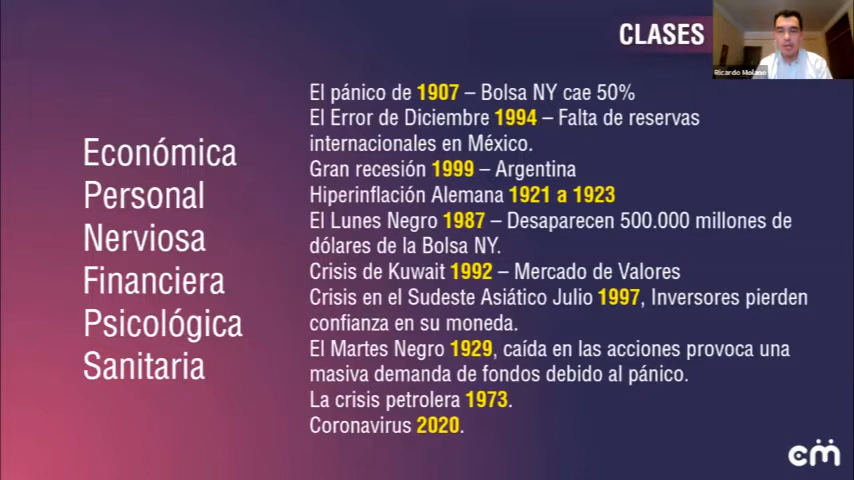 CLASES
Ricardo Molano
Económica
Personal
Nerviosa
Financiera
Psicológica
Sanitaria
El pánico de 1907 – Bolsa NY cae 50%
El Error de Diciembre 1994 – Falta de reservas
internacionales en México.
Gran recesión 1999 – Argentina
Hiperinflación Alemana 1921 a 1923
El Lunes Negro 1987 – Desaparecen 500.000 millones de
dólares de la Bolsa NY.
Crisis de Kuwait 1992 – Mercado de Valores
Crisis en el Sudeste Asiático Julio 1997, Inversores pierden
confianza en su moneda.
El Martes Negro 1929, caída en las acciones provoca una
masiva demanda de fondos debido al pánico.
La crisis petrolera 1973.
Coronavirus 2020.
cm